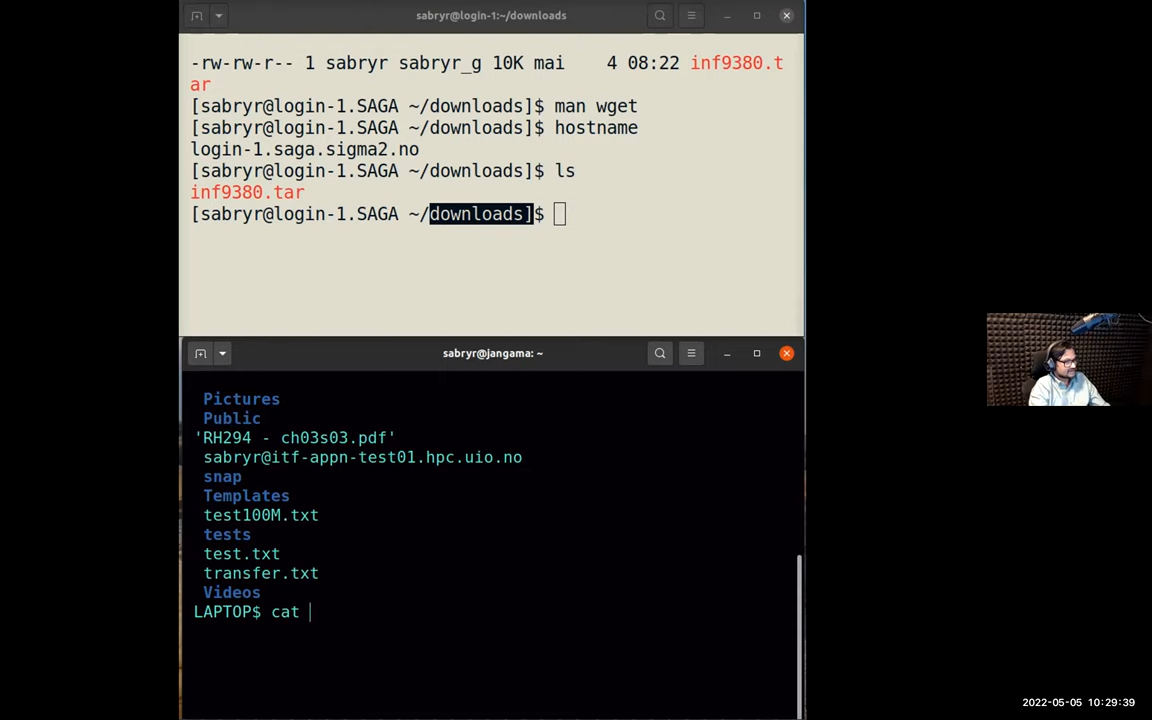 sabryr@login-1:~/downloads
-rw-rw-r-- 1 sabryr sabryr_g 10K mai    4 08:22 inf9380.t
ar
[sabryr@login-1.SAGA ~/downloads]$ man wget
[sabryr@login-1.SAGA ~/downloads]$ hostname
login-1.saga.sigma2.no
[sabryr@login-1.SAGA ~/downloads]$ ls
inf9380.tar
[sabryr@login-1.SAGA ~/downloads]$
sabryr@jangama: ~
Pictures
Public
'RH294 - ch03s03.pdf'
sabryr@itf-appn-test01.hpc.uio.no
snap
Templates
test100M.txt
tests
test.txt
transfer.txt
Videos
LAPTOP$ cat
2022-05-05 10:29:39